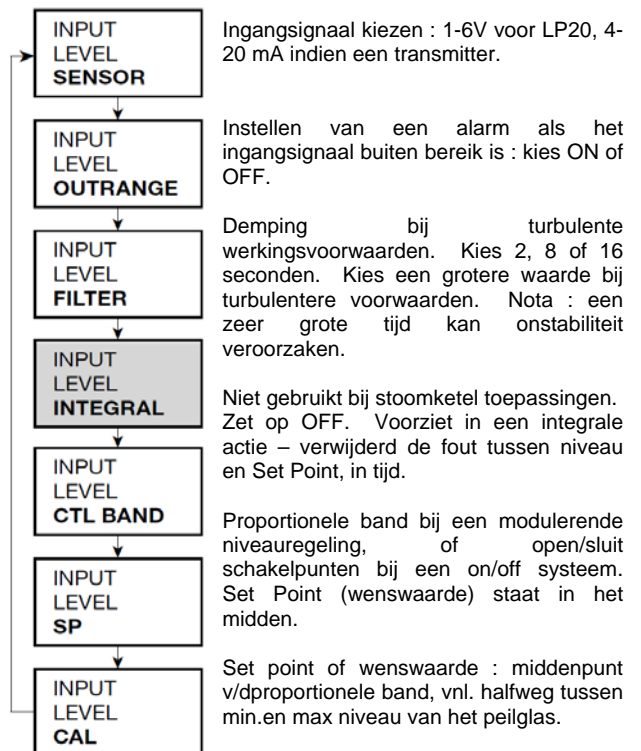 INPUT
LEVEL
SENSOR
Ingangsignaal kiezen : 1-6V voor LP20, 4-
20 mA indien een transmitter.
INPUT
LEVEL
OUTRANGE
Instellen van een alarm als het
ingangsignaal buiten bereik is : kies ON of
OFF.
INPUT
LEVEL
FILTER
Demping bij turbulente
werkingsvoorwaarden. Kies 2, 8 of 16
seconden. Kies een grotere waarde bij
turbulentere voorwaarden. Nota : een
zeer grote tijd kan onstabiliteit
veroorzaken.
INPUT
LEVEL
INTEGRAL
Niet gebruikt bij stoomketel toepassingen.
Zet op OFF. Voorziet in een integrale
actie – verwijderd de fout tussen niveau
en Set Point, in tijd.
INPUT
LEVEL
CTL BAND
Proportionele band bij een modulerende
niveauregeling, of open/sluit
schakelpunten bij een on/off systeem.
Set Point (wenswaarde) staat in het
midden.
INPUT
LEVEL
SP
Set point of wenswaarde : middenpunt
v/dproportionele band, vnl. halfweg tussen
min.en max niveau van het peilglas.
INPUT
LEVEL
CAL